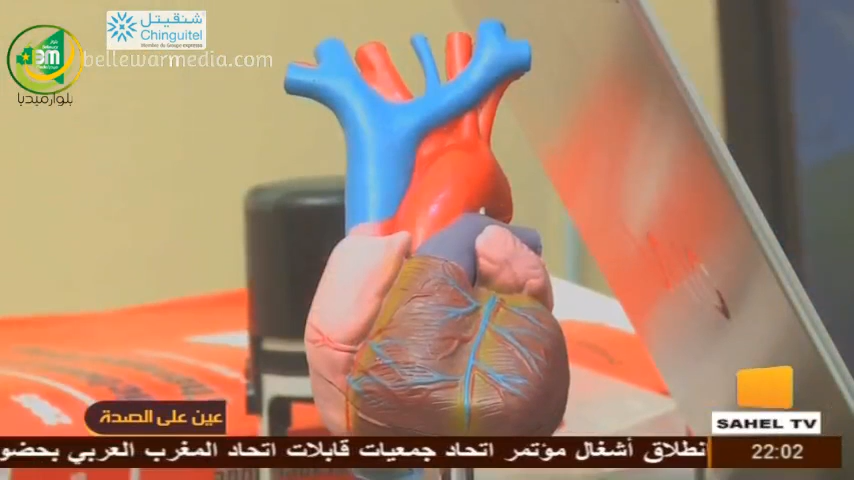 شنقيتل
Chinguitel
bellewarmedia.com
بلوارميديا
عين على الصحة
SAHEL TV
22:02
انطلاق أشغال مؤتمر اتحاد جمعيات قابلات اتحاد المغرب العربي بحضو